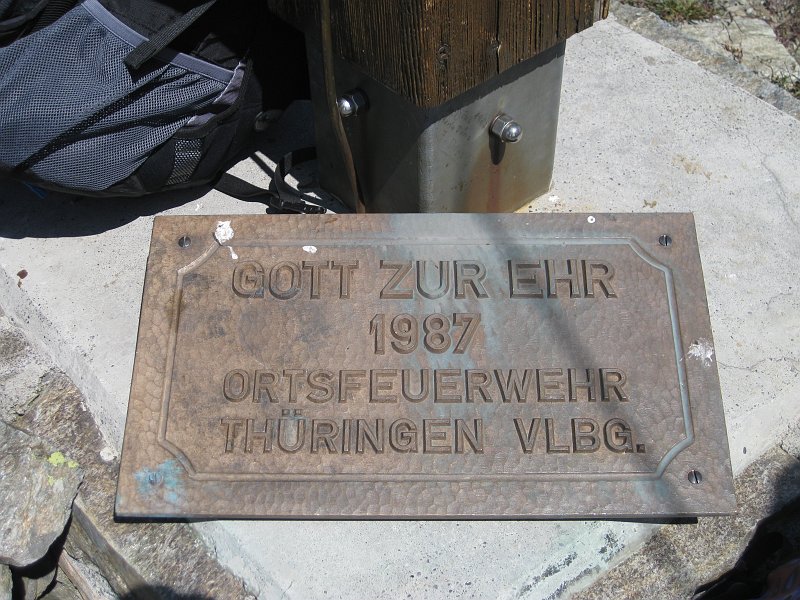 GOTT ZUR EHR
1987
ORTSFEUERWEHR
THÜRINGEN VLBG.